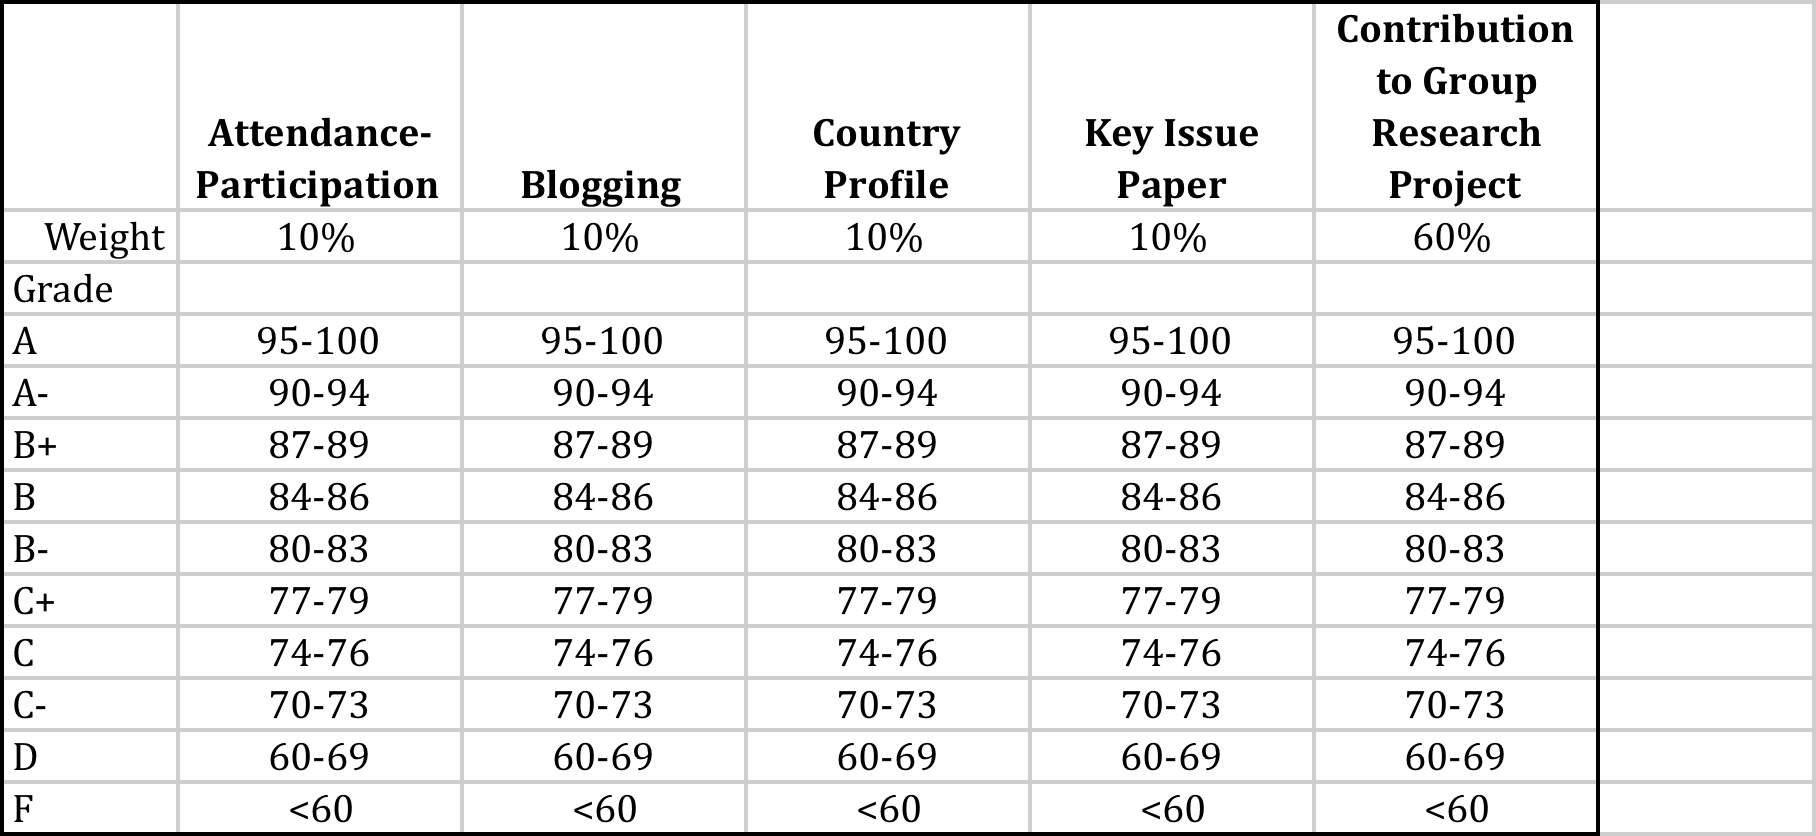 Attendance-Participation Blogging Country Profile Key Issue Paper Contribution to Group Research Project
Weight 10% 10% 10% 10% 60%
Grade
A 95-100 95-100 95-100 95-100 95-100
A- 90-94 90-94 90-94 90-94 90-94
B+ 87-89 87-89 87-89 87-89 87-89
B 84-86 84-86 84-86 84-86 84-86
B- 80-83 80-83 80-83 80-83 80-83
C+ 77-79 77-79 77-79 77-79 77-79
C 74-76 74-76 74-76 74-76 74-76
C- 70-73 70-73 70-73 70-73 70-73
D 60-69 60-69 60-69 60-69 60-69
F <60 <60 <60 <60 <60